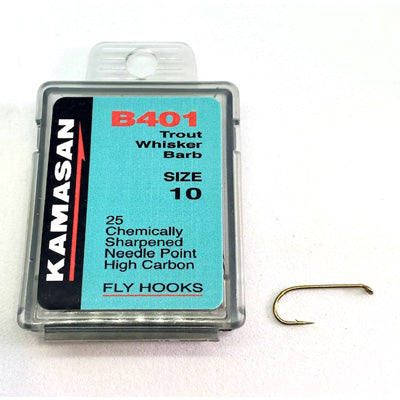 KAMASAN
B401
Trout
Whisker
Barb
SIZE
10
25
Chemically
Sharpened
Needle Point
High Carbon
FLY HOOKS